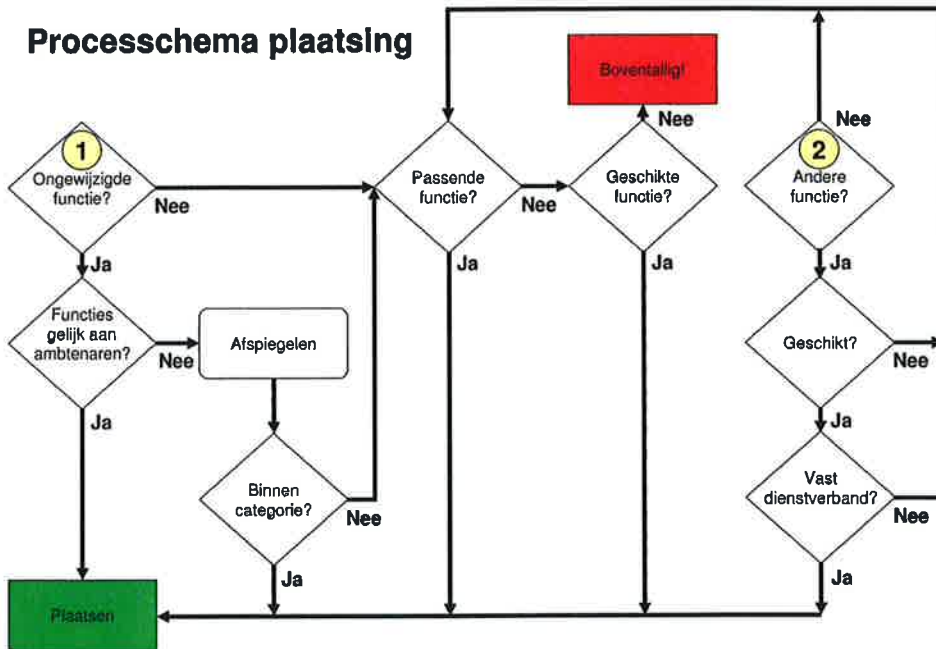 Processchema plaatsing
Boventallig!
Nee
Nee
1
Ongewijzigde
functie?
Nee
Passende
functie?
Nee
Geschikte
functie?
2
Andere
functie?
Ja
Ja
Ja
Ja
Functies
gelijk aan
ambtenaren?
Nee
Afspiegelen
Geschikt?
Nee
Ja
Ja
Binnen
categorie?
Nee
Vast
dienstverband?
Nee
Ja
Ja
Plaatsen